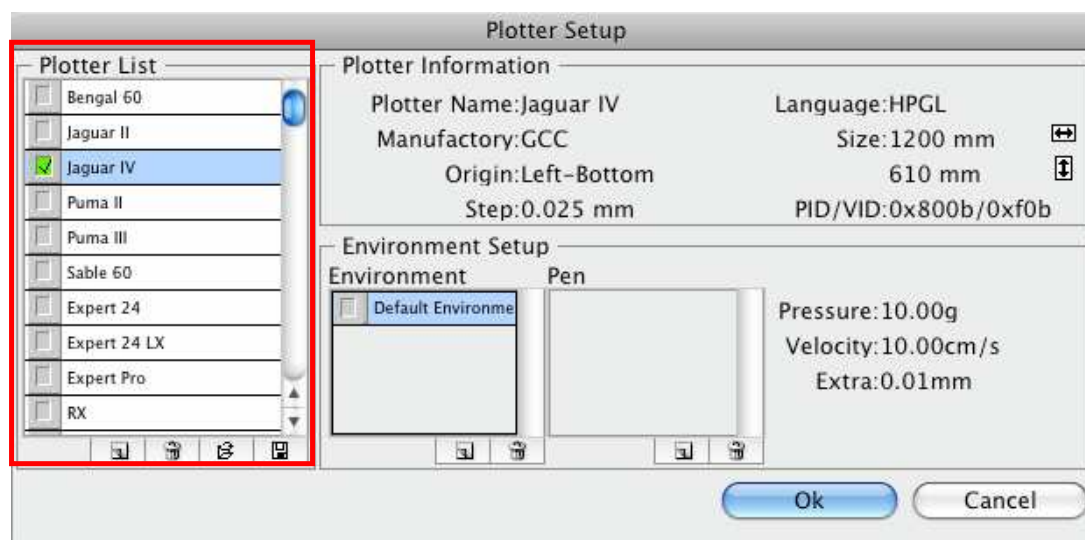 Plotter Setup
Plotter List
Bengal 60
Jaguar II
Jaguar IV
Puma II
Puma III
Sable 60
Expert 24
Expert 24 LX
Expert Pro
RX
Plotter Information
Plotter Name:Jaguar IV
Manufactory:GCC
Origin:Left-Bottom
Step:0.025 mm
Language:HPGL
Size:1200 mm
610 mm
PID/VID:0x800b/0xf0b
Environment Setup
Environment
Default Environme
Pen
Pressure:10.00g
Velocity:10.00cm/s
Extra:0.01mm
Ok
Cancel